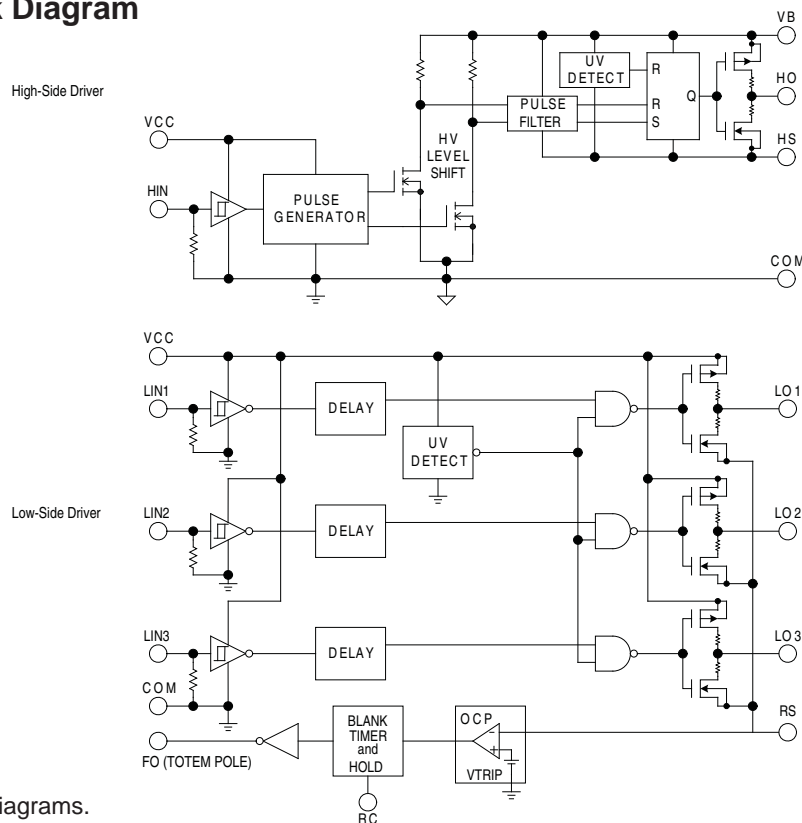 k Diagram
VB
UV
DETECT
R
High-Side Driver
HO
Q
PULSE
FILTER
R
S
VCC
HV
LEVEL
SHIFT
HS
HIN
PULSE
GENERATOR
COM
VCC
LIN1
DELAY
LO1
UV
DETECT
Low-Side Driver
LIN2
DELAY
LO2
LIN3
DELAY
LO3
COM
RS
BLANK
TIMER
and
HOLD
OCP
-
+
VTRIP
FO (TOTEM POLE)
RC
iagrams.